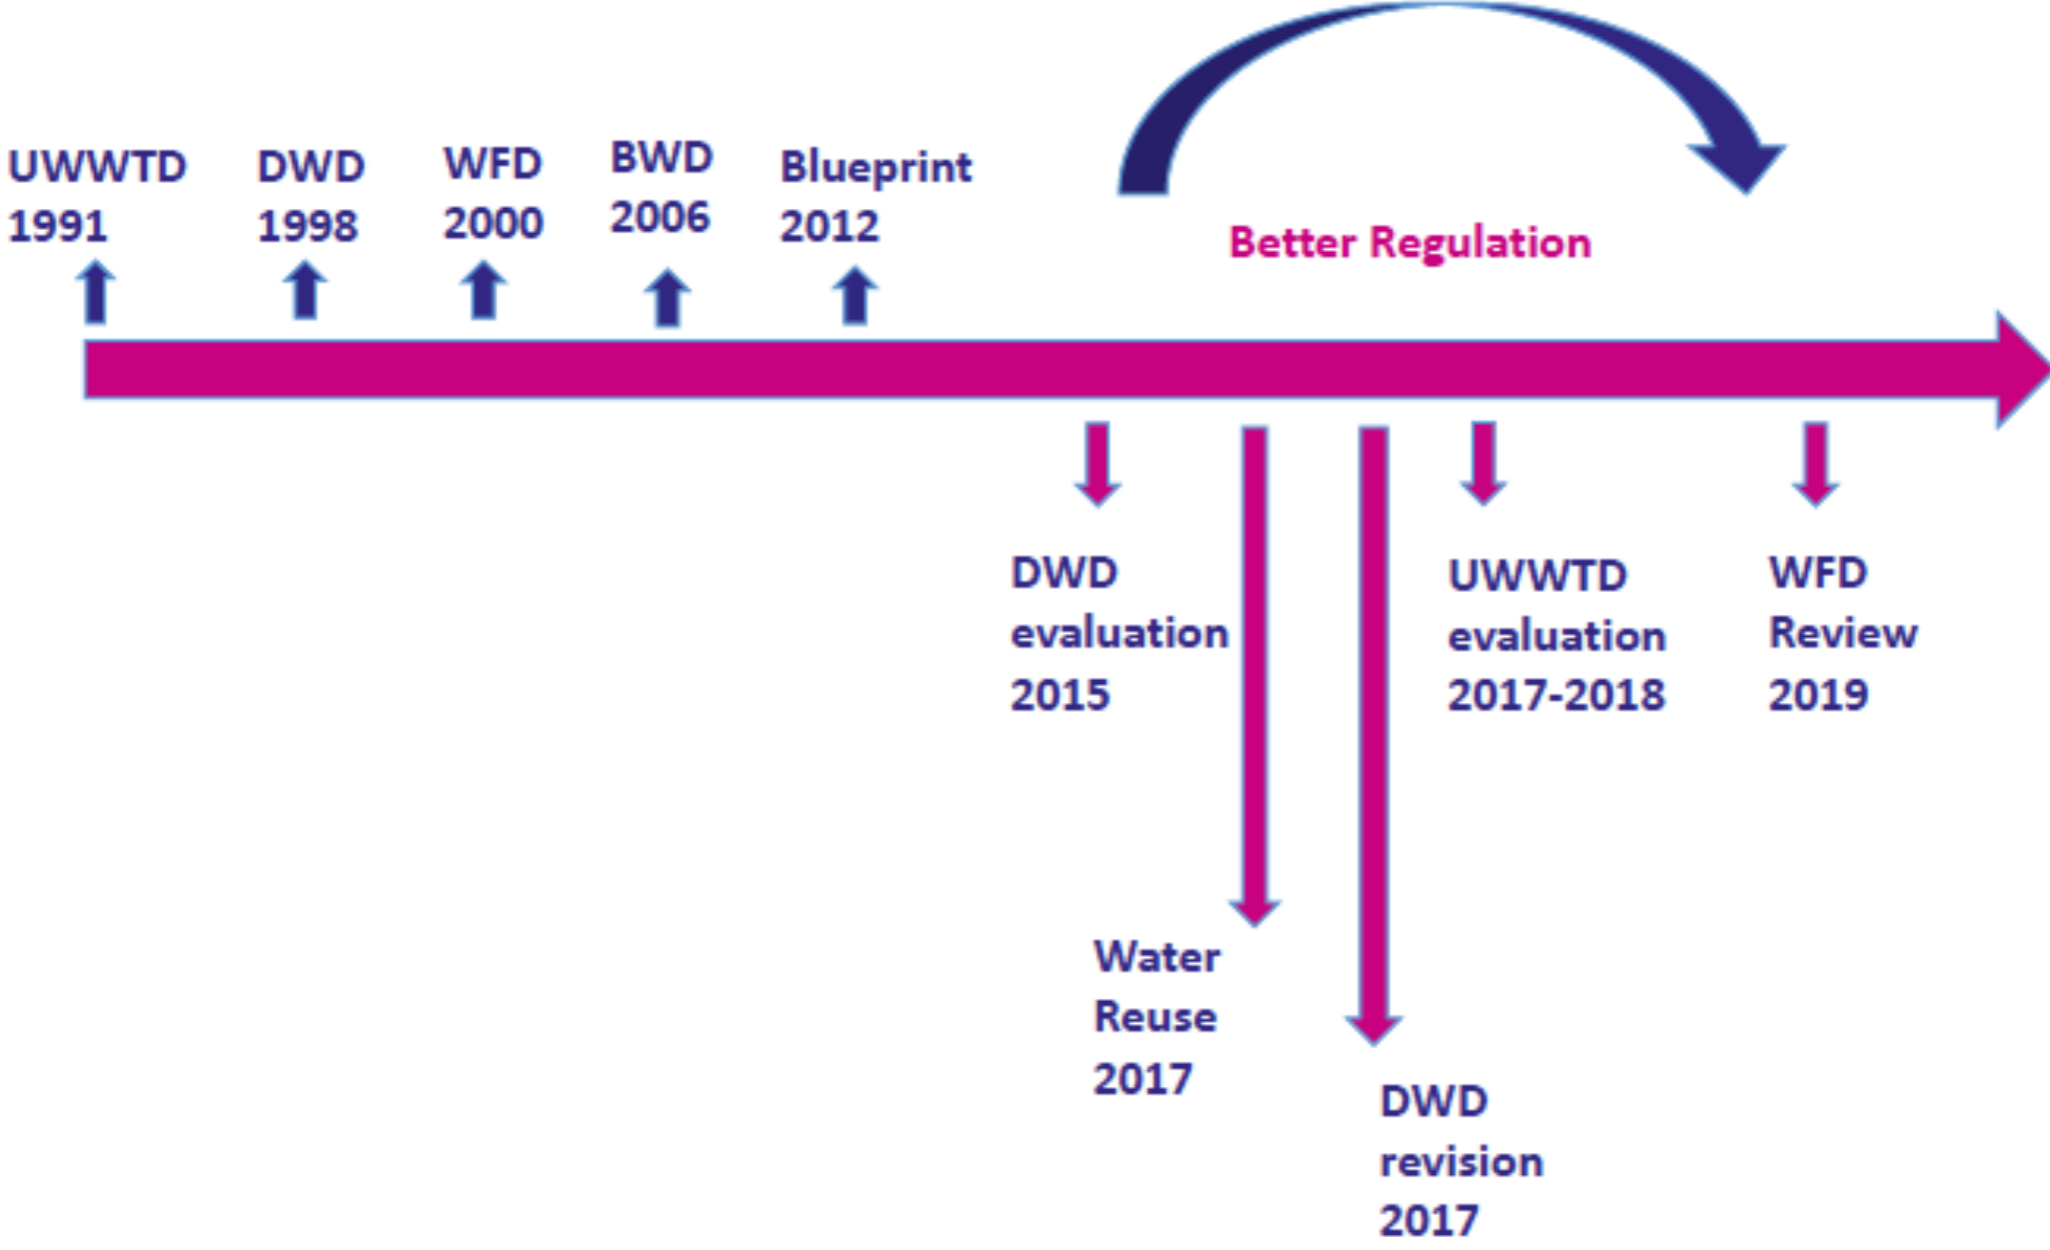 UWWTD
1991
DWD
1998
WFD
2000
BWD
2006
Blueprint
2012
Better Regulation
DWD
evaluation
2015
Water
Reuse
2017
DWD
revision
2017
UWWTD
evaluation
2017-2018
WFD
Review
2019